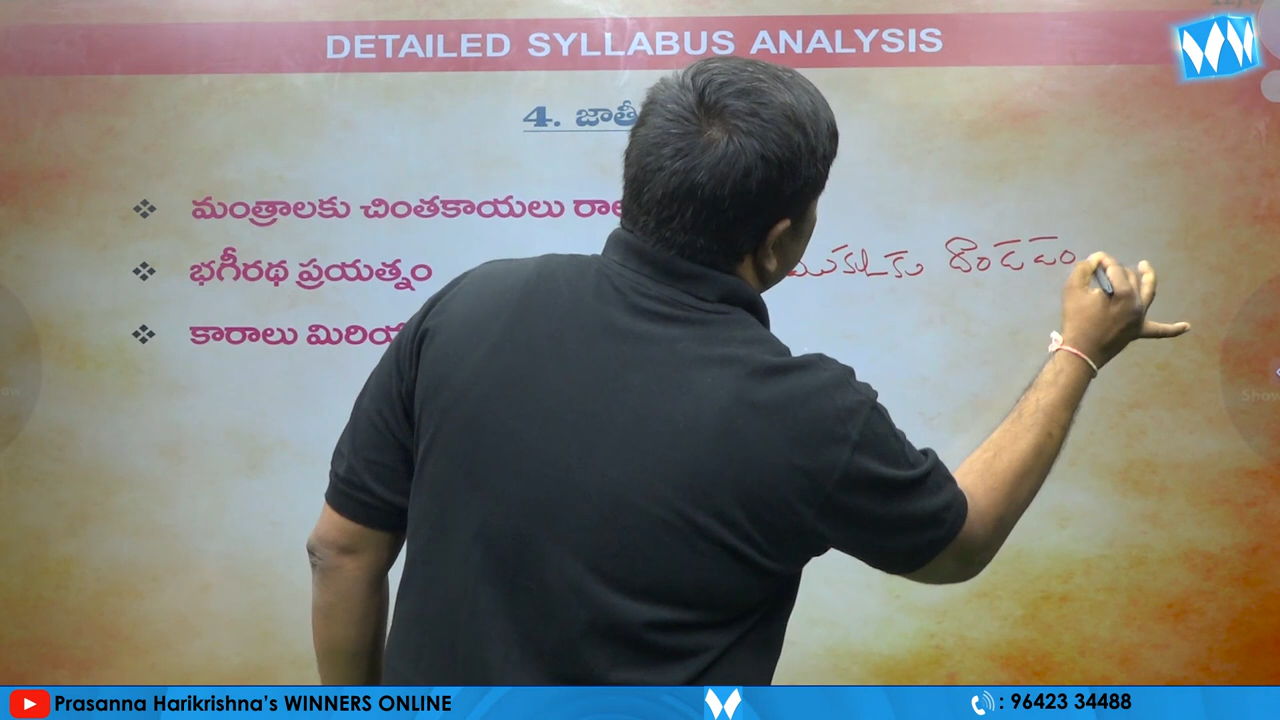 DETAILED SYLLABUS ANALYSIS
4. జాతీ
మంత్రాలకు చింతకాయలు రాల
భగీరథ ప్రయత్నం
కారాలు మిరియా
Prasanna Harikrishna's WINNERS ONLINE
: 96423 34488